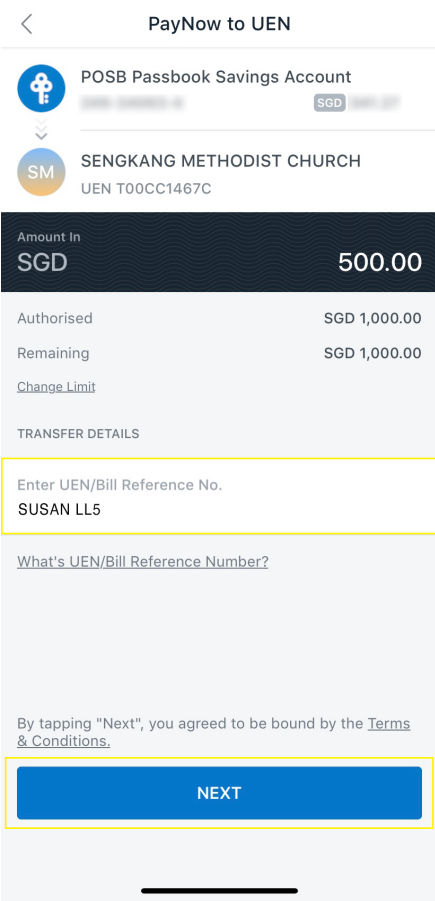 PayNow to UEN
POSB Passbook Savings Account
SGD
SM
SENGKANG METHODIST CHURCH
UEN T00CC1467C
Amount In
SGD 500.00
Authorised SGD 1,000.00
Remaining SGD 1,000.00
Change Limit
TRANSFER DETAILS
Enter UEN/Bill Reference No.
SUSAN LL5
What's UEN/Bill Reference Number?
By tapping "Next", you agreed to be bound by the Terms
& Conditions.
NEXT